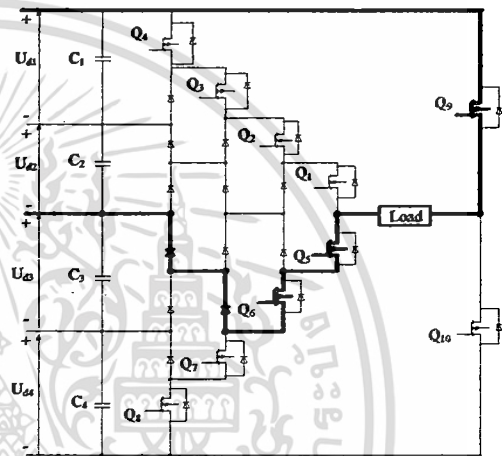 +
Q4
Ud1
C1
Q3
Q9
-
+
Q2
Ud2
C2
Q1
-
+
Load
Q5
Ud3
C3
Q6
Q10
-
+
Q7
Ud4
C4
Q8
-